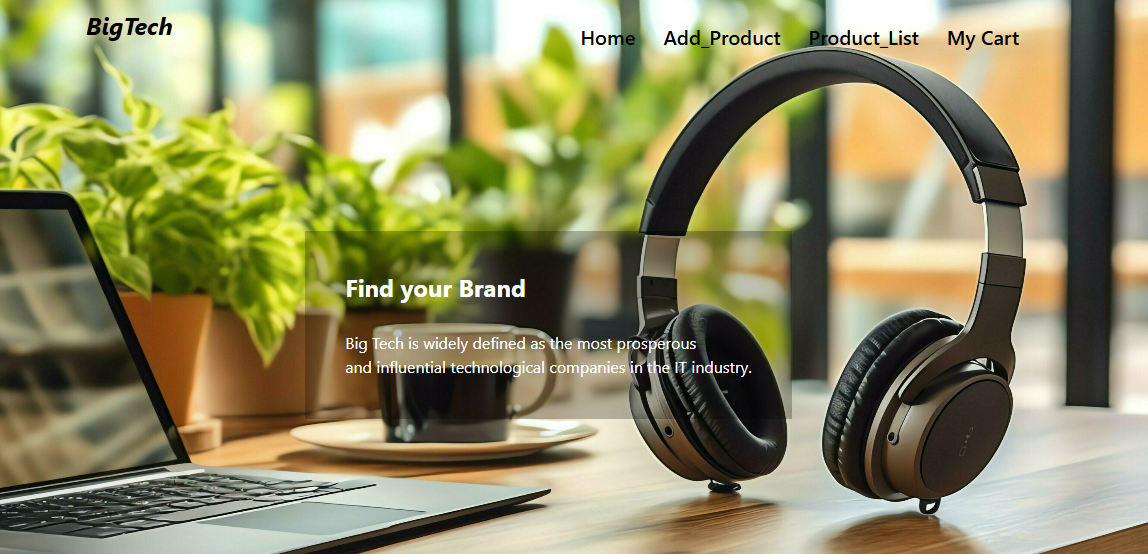 BigTech
Home Add_Product Product_List My Cart
Find your Brand
Big Tech is widely defined as the most prosperous
and influential technological companies in the IT industry.